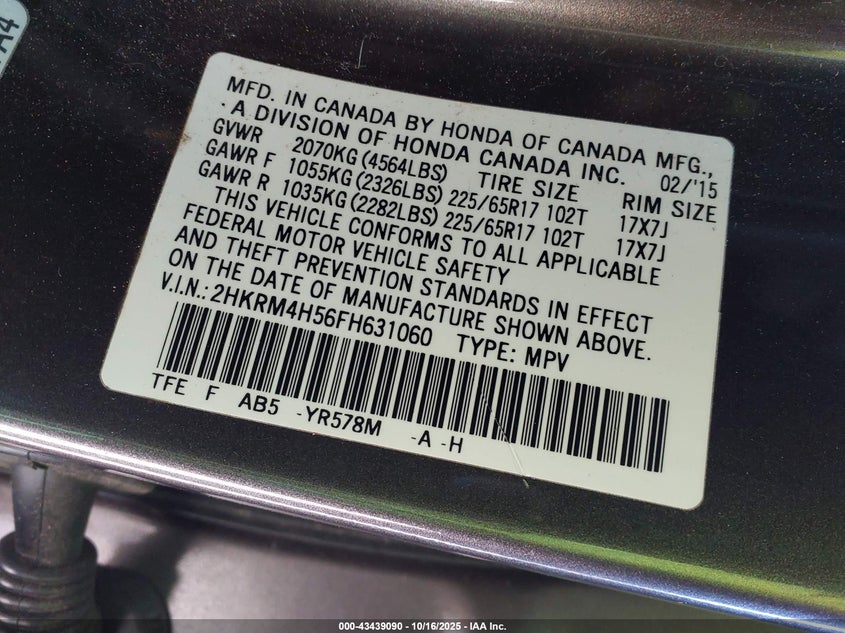 A4
MFD. IN CANADA BY HONDA OF CANADA MFG.,
A DIVISION OF HONDA CANADA INC. 02/'15
GVWR 2070KG (4564LBS) TIRE SIZE RIM SIZE
GAWR F 1055KG (2326LBS) 225/65R17 102T 17X7J
GAWR R 1035KG (2282LBS) 225/65R17 102T 17X7J
THIS VEHICLE CONFORMS TO ALL APPLICABLE
FEDERAL MOTOR VEHICLE SAFETY
AND THEFT PREVENTION STANDARDS IN EFFECT
ON THE DATE OF MANUFACTURE SHOWN ABOVE.
V.I.N.: 2HKRM4H56FH631060 TYPE: MPV
TFE F AB5 -YR578M -A -H
000-43439090 - 10/16/2025 - IAA Inc.